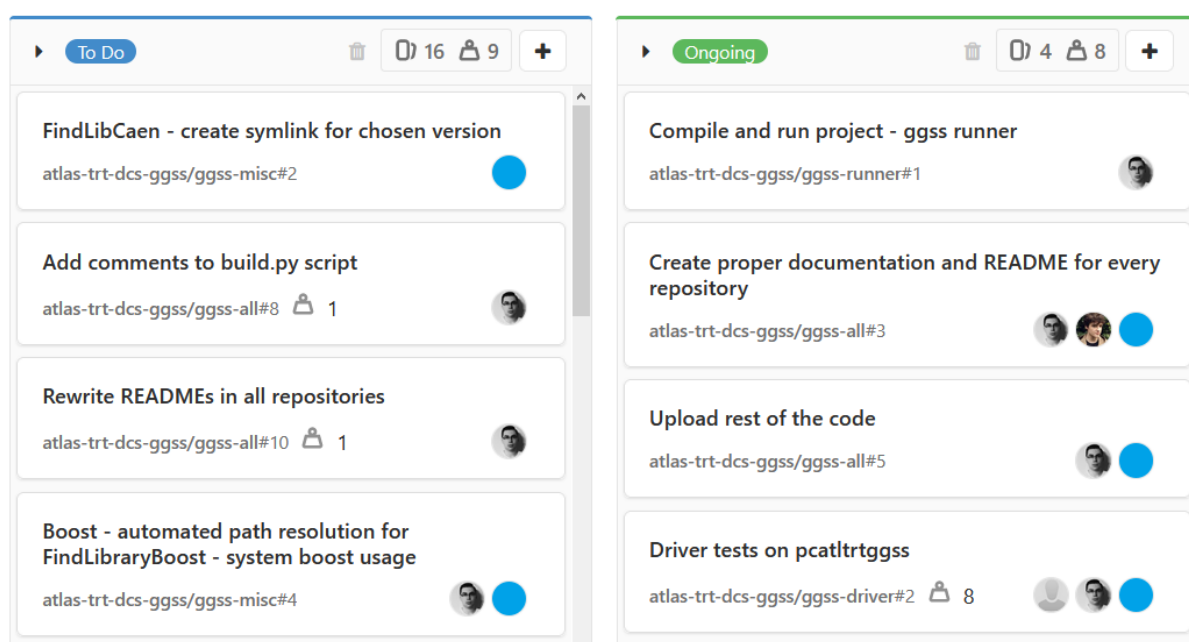 To Do
16 9
FindLibCaen - create symlink for chosen version
atlas-trt-dcs-ggss/ggss-misc#2
Add comments to build.py script
atlas-trt-dcs-ggss/ggss-all#8 1
Rewrite READMEs in all repositories
atlas-trt-dcs-ggss/ggss-all#10 1
Boost - automated path resolution for
FindLibraryBoost - system boost usage
atlas-trt-dcs-ggss/ggss-misc#4
Ongoing
4 8
Compile and run project - ggss runner
atlas-trt-dcs-ggss/ggss-runner#1
Create proper documentation and README for every
repository
atlas-trt-dcs-ggss/ggss-all#3
Upload rest of the code
atlas-trt-dcs-ggss/ggss-all#5
Driver tests on pcatltrtggss
atlas-trt-dcs-ggss/ggss-driver#2 8